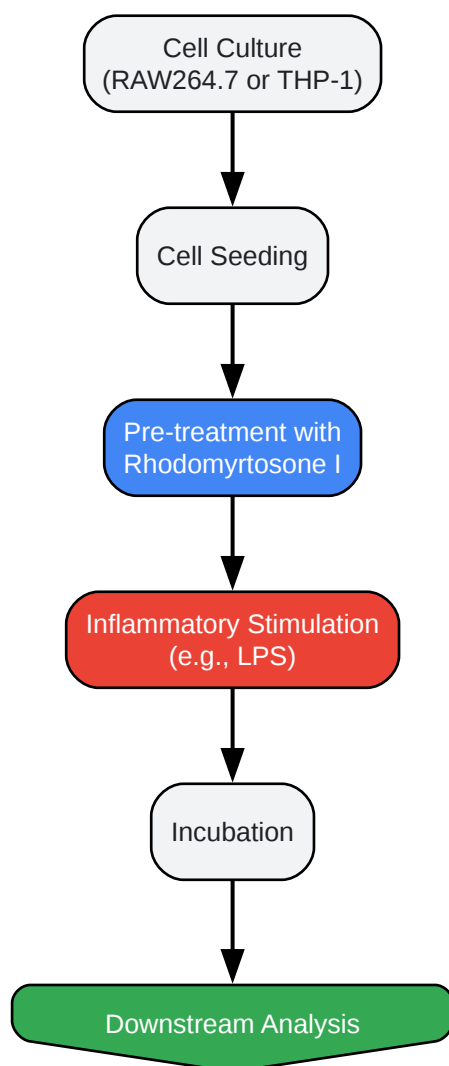 Cell Culture
(RAW264.7 or THP-1)
Cell Seeding
Pre-treatment with
Rhodomyrtosone I
Inflammatory Stimulation
(e.g., LPS)
Incubation
Downstream Analysis